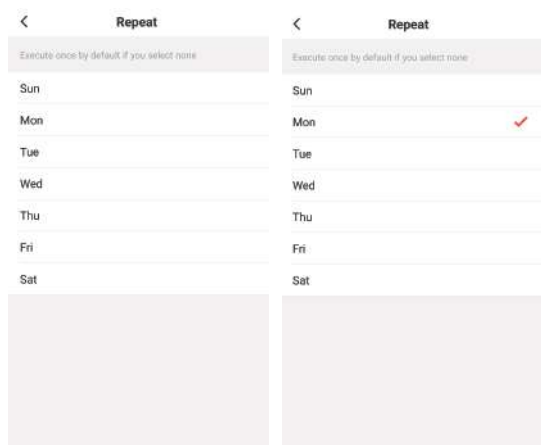 Repeat
Execute once by default if you select none
Sun
Mon
Tue
Wed
Thu
Fri
Sat
Repeat
Execute once by default if you select none
Sun
Mon
Tue
Wed
Thu
Fri
Sat